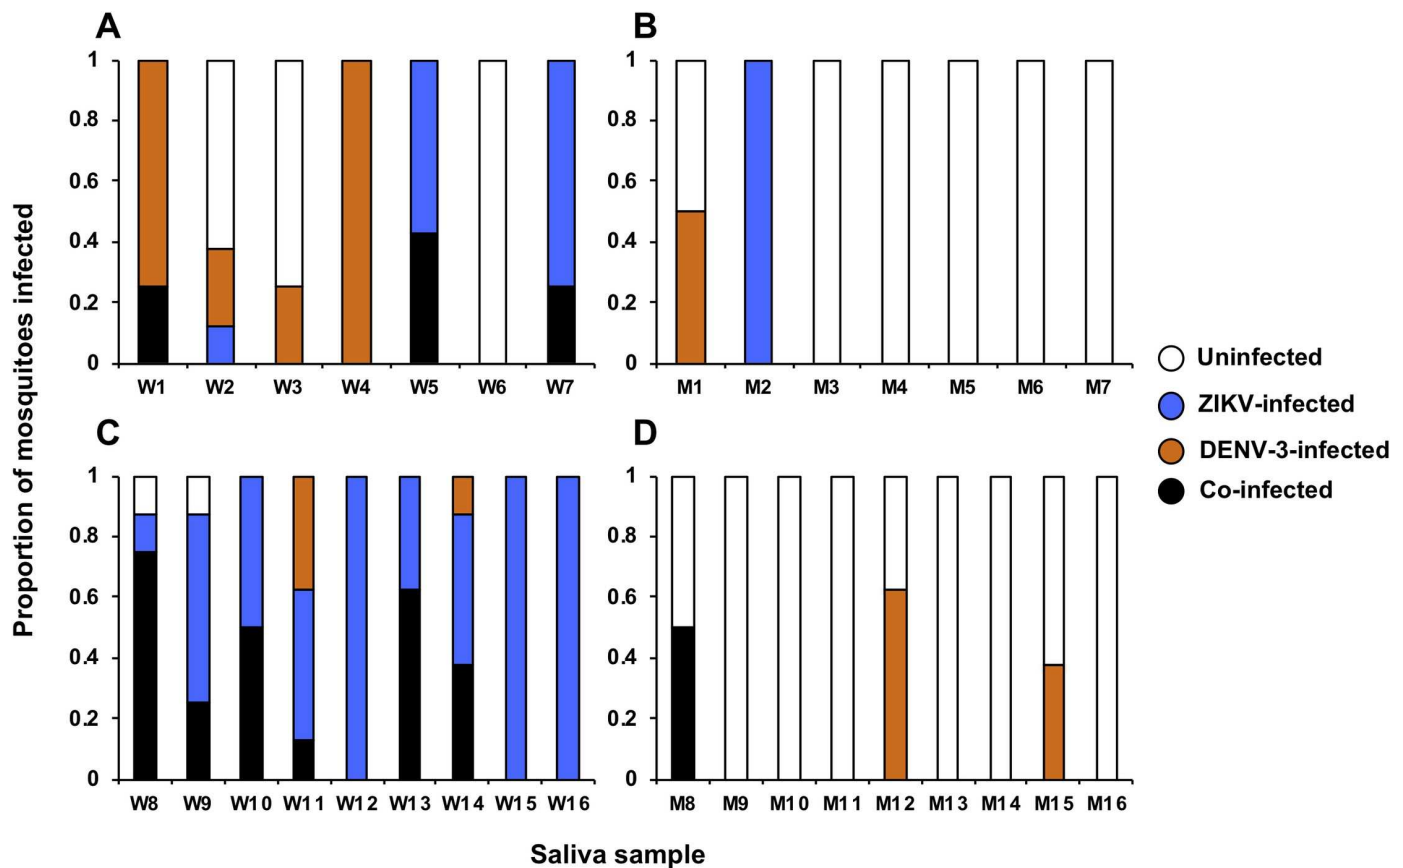 A
B
1
0.8
0.6
0.4
0.2
0
W1 W2 W3 W4 W5 W6 W7
1
0.8
0.6
0.4
0.2
0
M1 M2 M3 M4 M5 M6 M7
Proportion of mosquitoes infected
Uninfected
ZIKV-infected
DENV-3-infected
Co-infected
C
D
1
0.8
0.6
0.4
0.2
0
W8 W9 W10 W11 W12 W13 W14 W15 W16
1
0.8
0.6
0.4
0.2
0
M8 M9 M10 M11 M12 M13 M14 M15 M16
Saliva sample